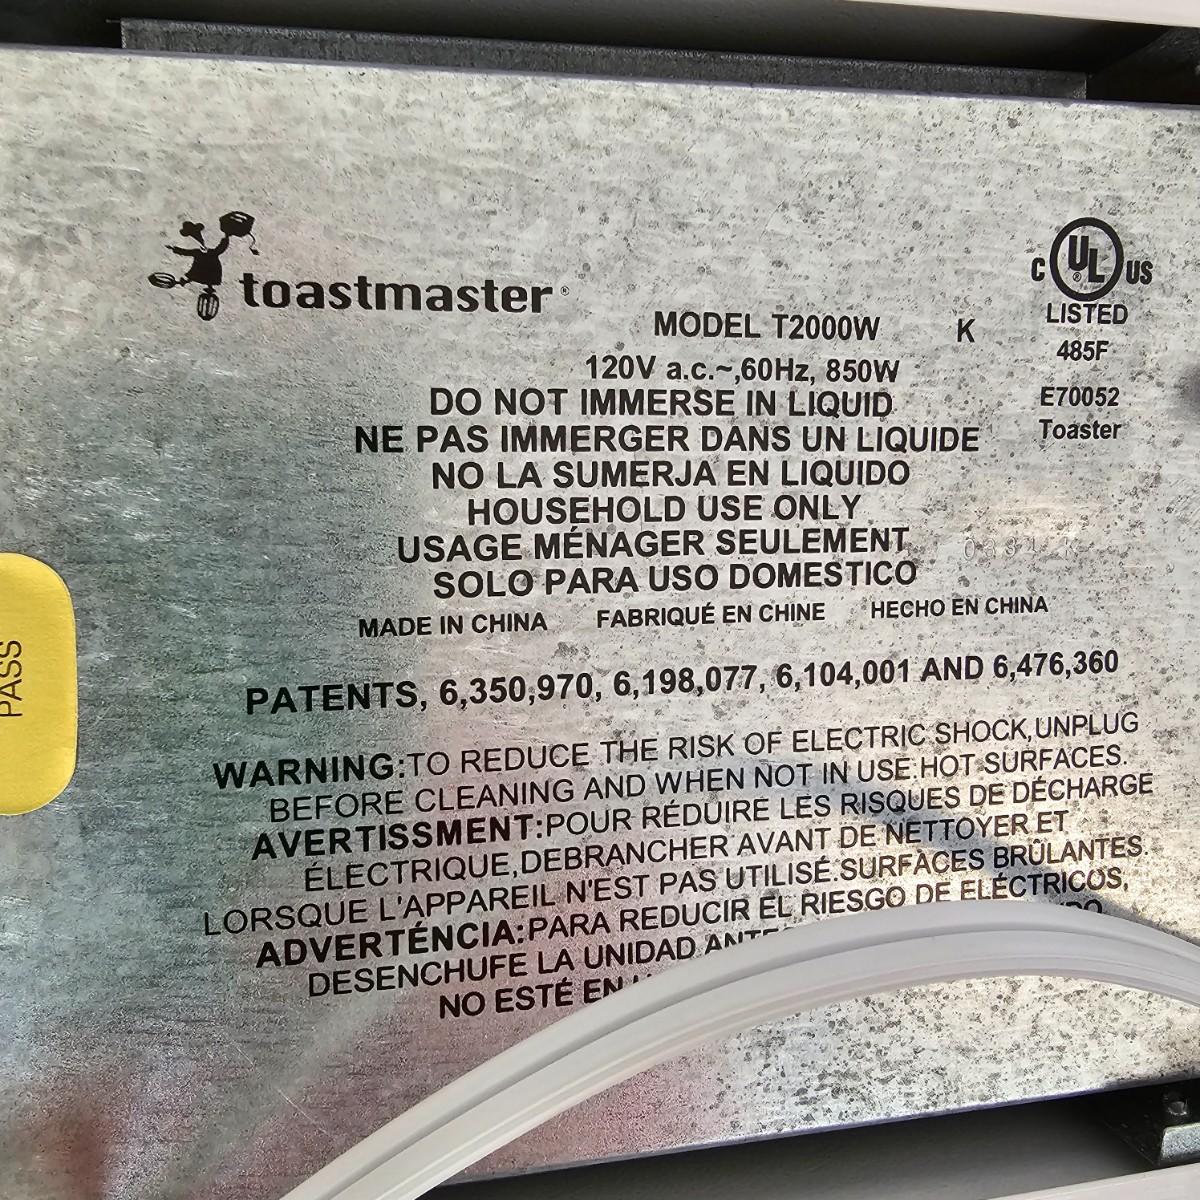 toastmaster®
MODEL T2000W K
120V a.c.~,60Hz, 850W
DO NOT IMMERSE IN LIQUID
NE PAS IMMERGER DANS UN LIQUIDE
NO LA SUMERJA EN LIQUIDO
HOUSEHOLD USE ONLY
USAGE MÉNAGER SEULEMENT
SOLO PARA USO DOMESTICO
MADE IN CHINA FABRIQUÉ EN CHINE HECHO EN CHINA
C UL® US
LISTED
485F
E70052
Toaster
PATENTS, 6,350,970, 6,198,077, 6,104,001 AND 6,476,360
WARNING:TO REDUCE THE RISK OF ELECTRIC SHOCK,UNPLUG
BEFORE CLEANING AND WHEN NOT IN USE.HOT SURFACES.
AVERTISSMENT:POUR RÉDUIRE LES RISQUES DE DÉCHARGE
ÉLECTRIQUE,DEBRANCHER AVANT DE NETTOYER ET
LORSQUE L'APPAREIL N'EST PAS UTILISÉ.SURFACES BRÛLANTES.
ADVERTÉNCIA:PARA REDUCIR EL RIESGO DE ELÉCTRICOS,
DESENCHUFE LA UNIDAD
NO ESTÉ EN
PASS